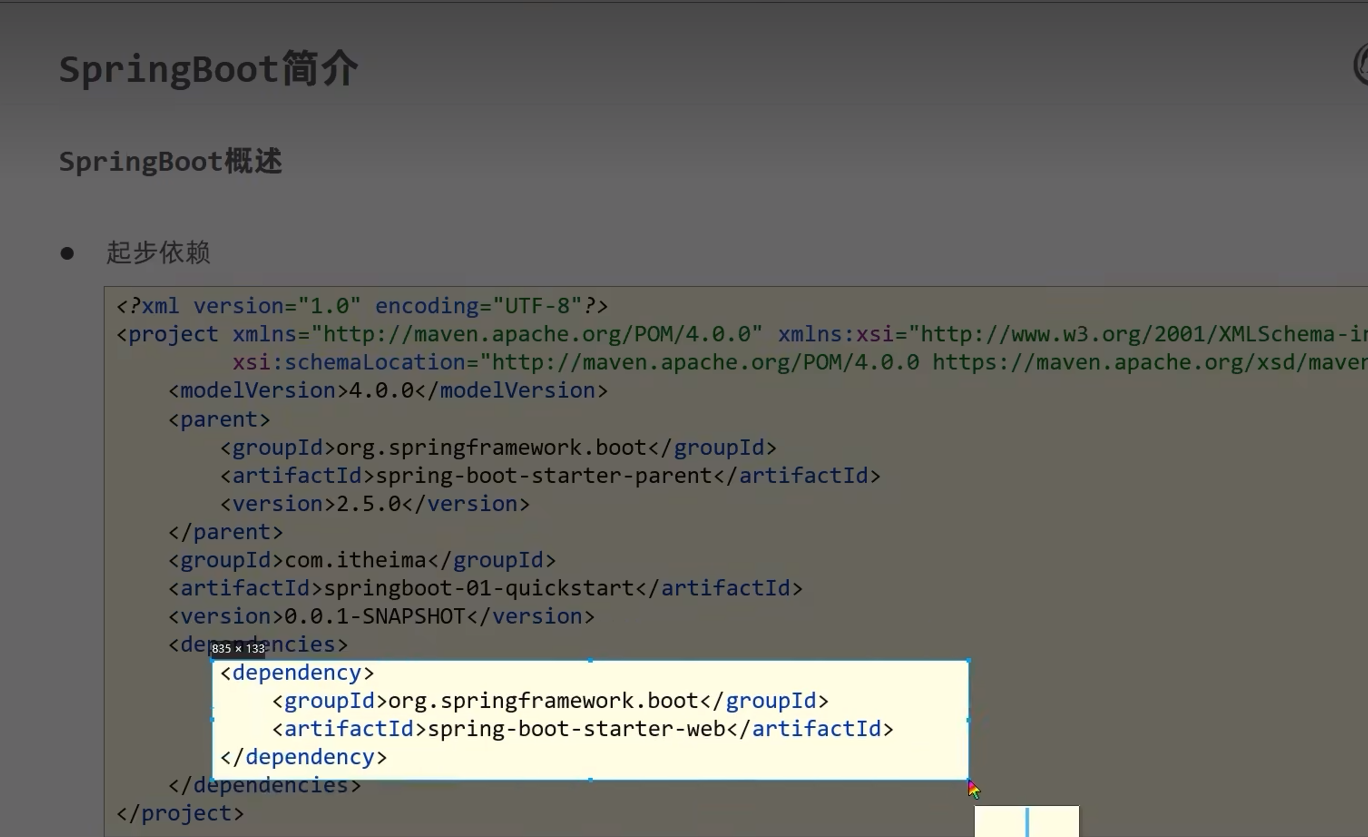 SpringBoot简介
SpringBoot概述
● 起步依赖
<?xml version="1.0" encoding="UTF-8"?>
<project xmlns="http://maven.apache.org/POM/4.0.0" xmlns:xsi="http://www.w3.org/2001/XMLSchema-in
xsi:schemaLocation="http://maven.apache.org/POM/4.0.0 https://maven.apache.org/xsd/maven
<modelVersion>4.0.0</modelVersion>
<parent>
<groupId>org.springframework.boot</groupId>
<artifactId>spring-boot-starter-parent</artifactId>
<version>2.5.0</version>
</parent>
<groupId>com.itheima</groupId>
<artifactId>springboot-01-quickstart</artifactId>
<version>0.0.1-SNAPSHOT</version>
<dependencies>
835 × 133
<dependency>
<groupId>org.springframework.boot</groupId>
<artifactId>spring-boot-starter-web</artifactId>
</dependency>
</dependencies>
</project>